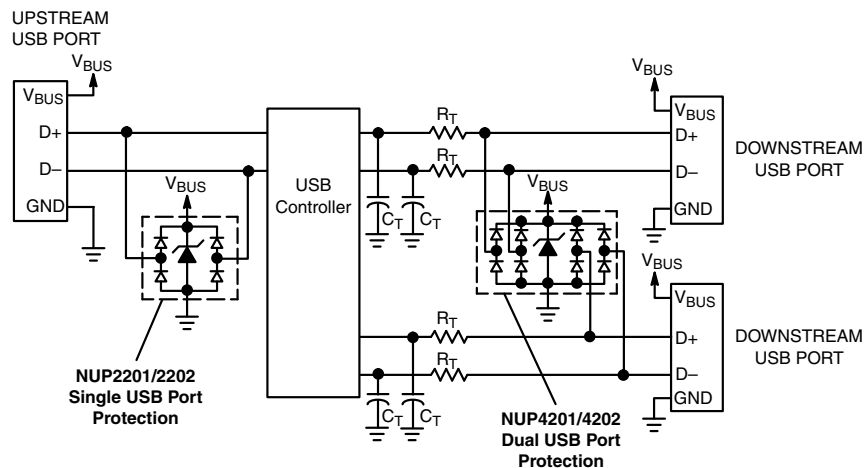 UPSTREAM
USB PORT
VBUS
VBUS
D+
D–
GND
VBUS
NUP2201/2202
Single USB Port
Protection
USB
Controller
RT
RT
CT
CT
VBUS
VBUS
VBUS
D+
D–
GND
DOWNSTREAM
USB PORT
RT
RT
CT
CT
NUP4201/4202
Dual USB Port
Protection
VBUS
VBUS
D+
D–
GND
DOWNSTREAM
USB PORT